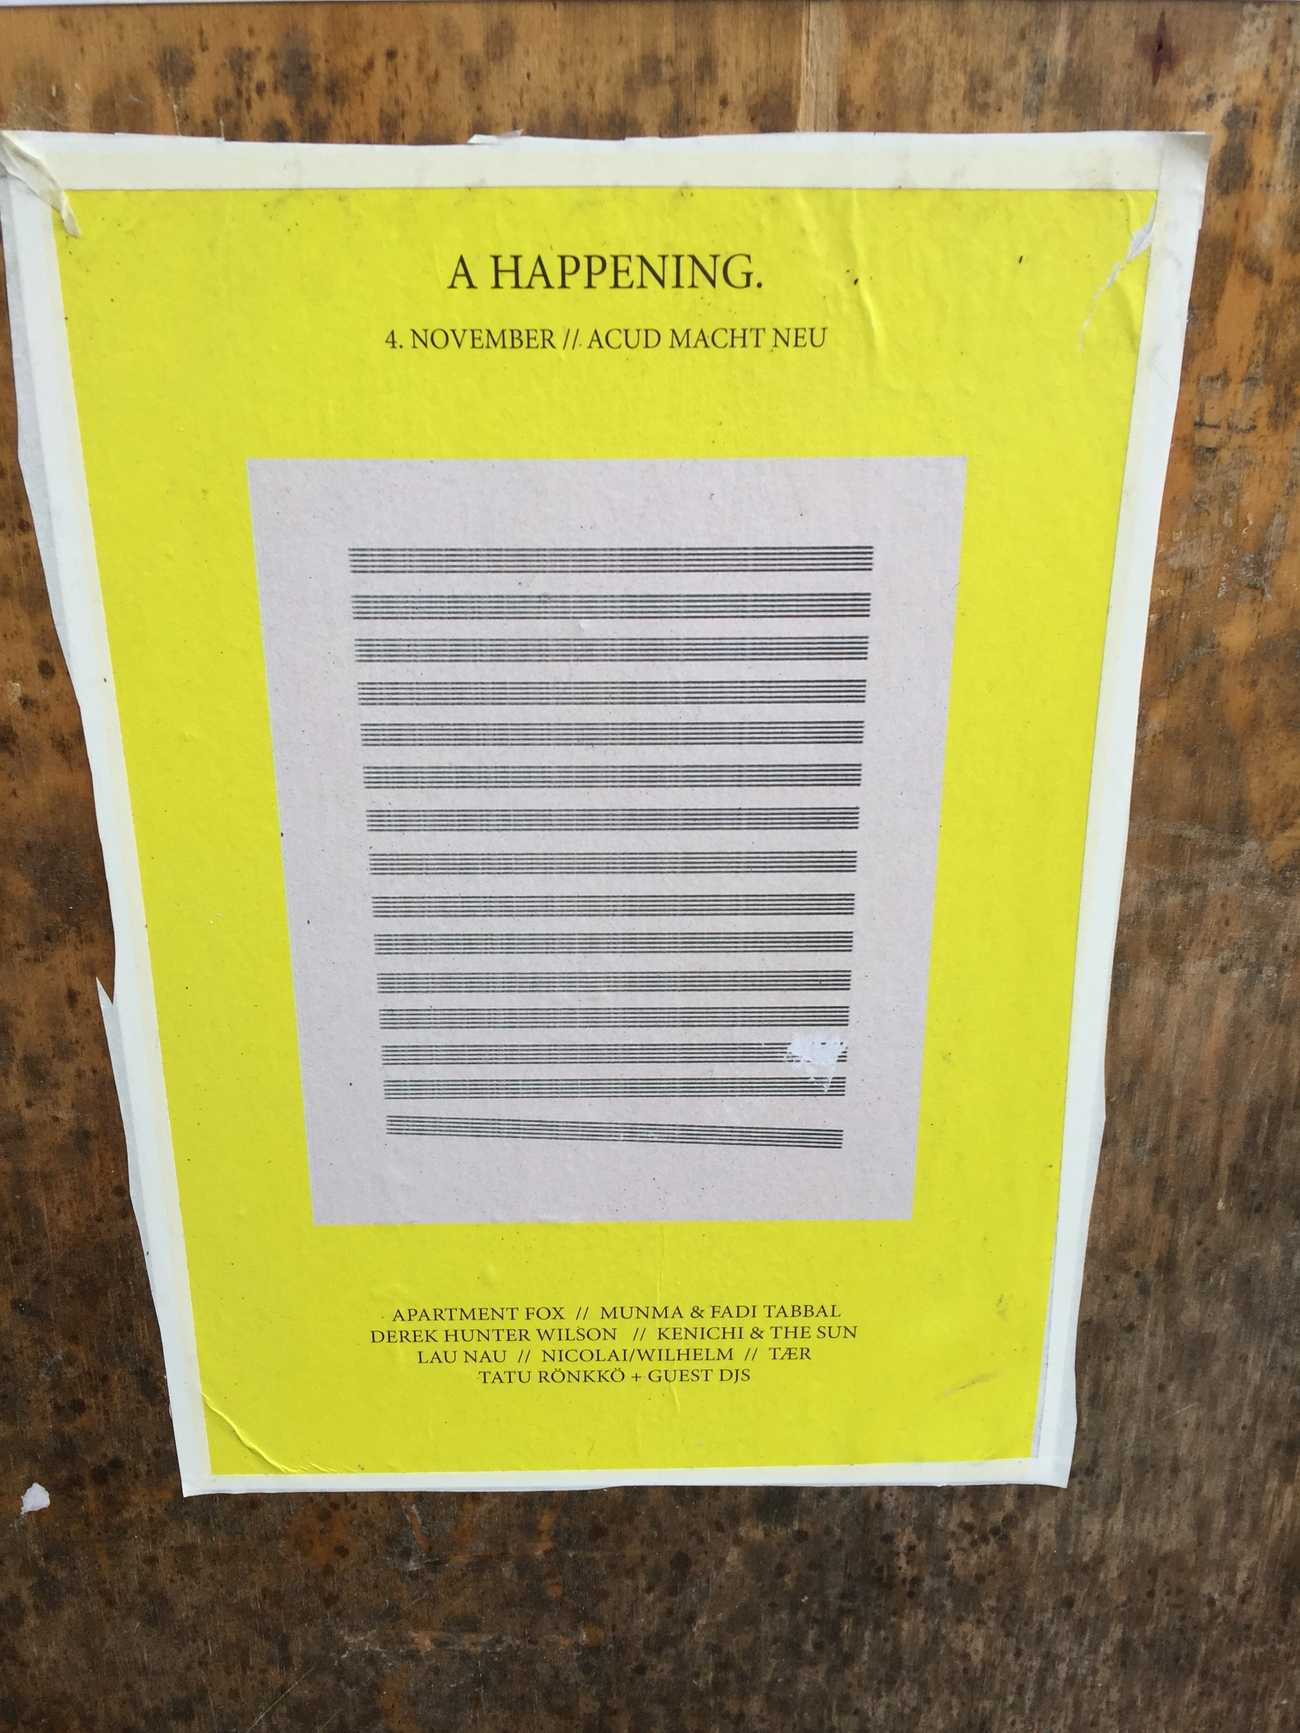 A HAPPENING.
4. NOVEMBER // ACUD MACHT NEU
APARTMENT FOX // MUNMA & FADI TABBAL
DEREK HUNTER WILSON // KENICHI & THE SUN
LAU NAU // NICOLAI/WILHELM // TÆR
TATU RÖNKKÖ + GUEST DJS